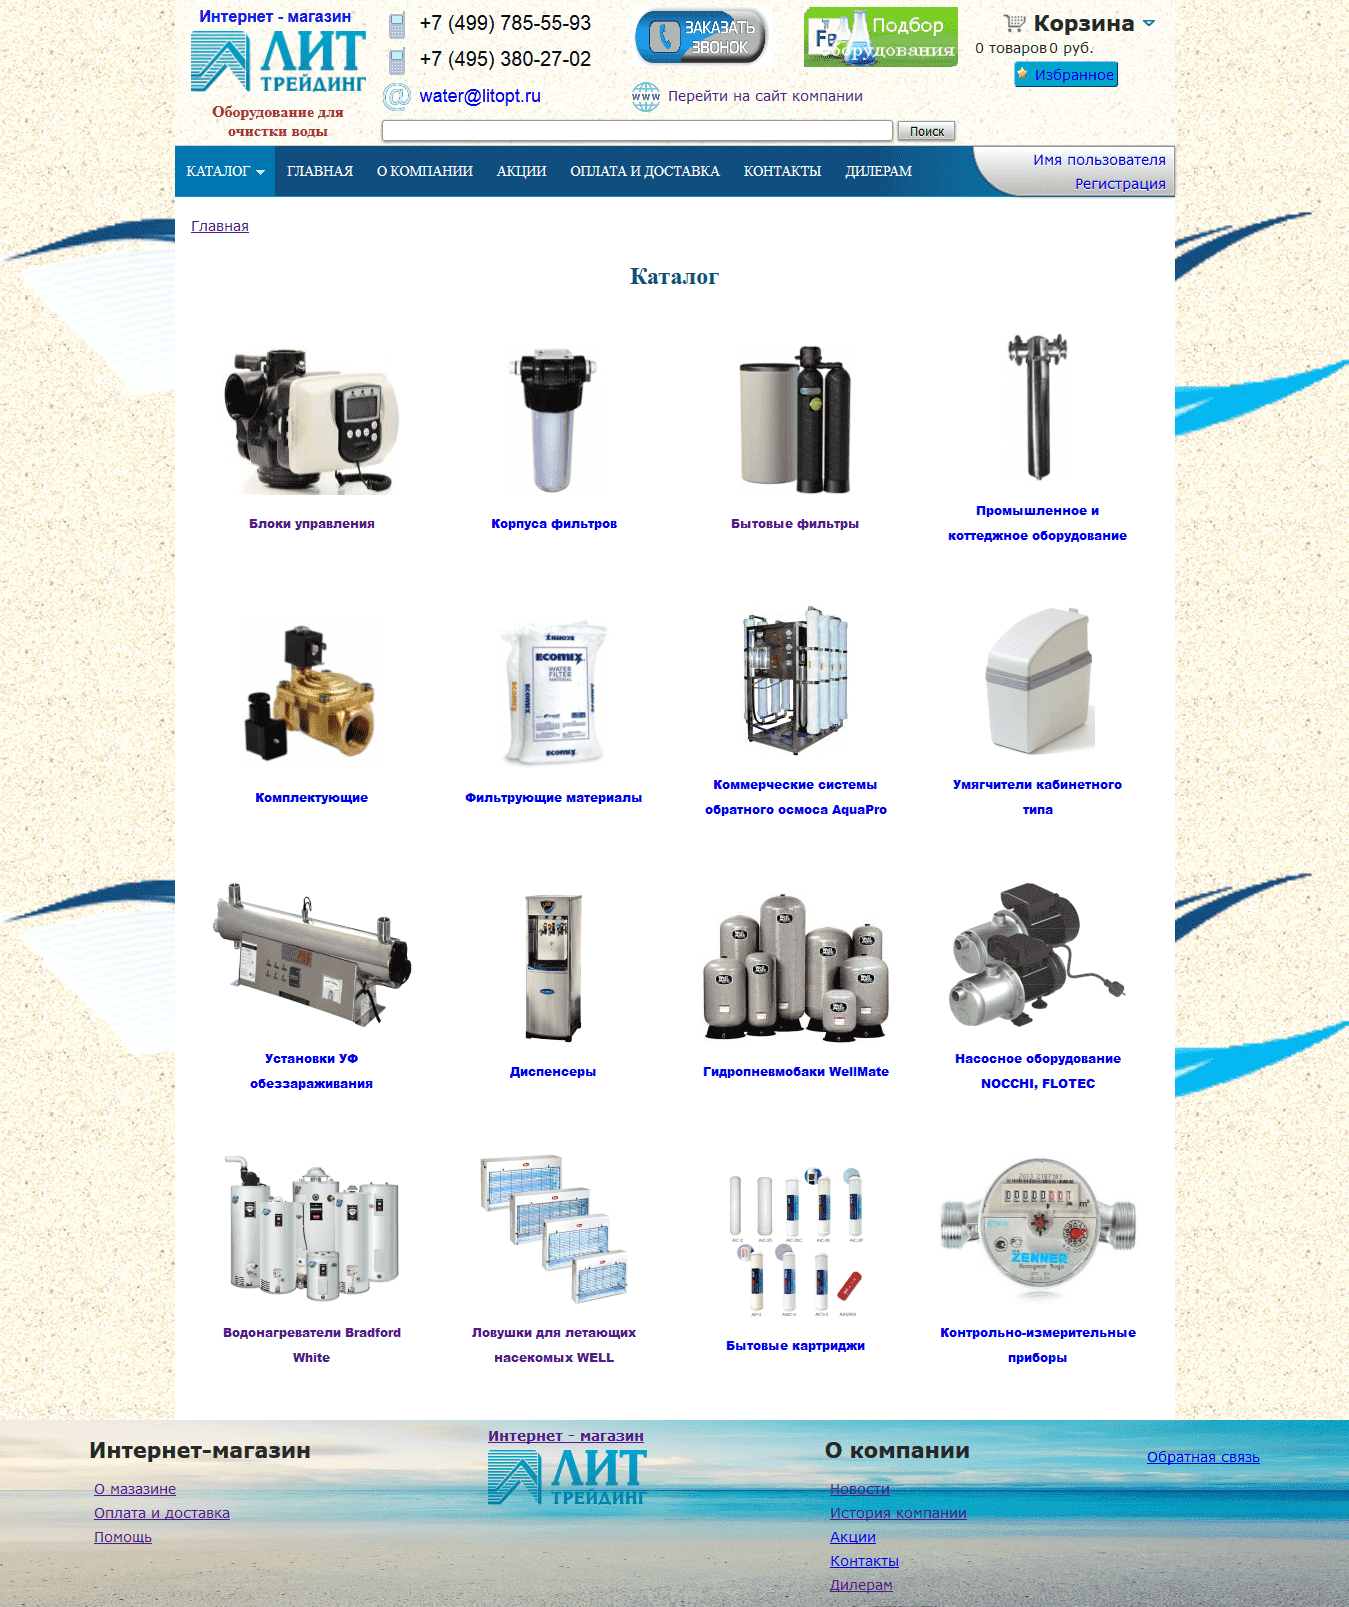 Интернет - магазин
ЛИТ
ТРЕЙДИНГ
Оборудование для
очистки воды
+7 (499) 785-55-93
+7 (495) 380-27-02
water@litopt.ru
ЗАКАЗАТЬ
ЗВОНОК
Перейти на сайт компании
www
Fe
Подбор
оборудования
Корзина
0 товаров 0 руб.
Избранное
Поиск
КАТАЛОГ ГЛАВНАЯ О КОМПАНИИ АКЦИИ ОПЛАТА И ДОСТАВКА КОНТАКТЫ ДИЛЕРАМ
Имя пользователя
Регистрация
Главная
Каталог
Блоки управления
Корпуса фильтров
Бытовые фильтры
Промышленное и
коттеджное оборудование
ECOMIX
WATER
FILTER
MATERIAL
ECOMIX
ECOMIX
Комплектующие
Фильтрующие материалы
Коммерческие системы
обратного осмоса AquaPro
Умягчители кабинетного
типа
Установки УФ
обеззараживания
Диспенсеры
Гидропневмобаки WellMate
Насосное оборудование
NOCCHI, FLOTEC
ZENNER
Водонагреватели Bradford
White
Ловушки для летающих
насекомых WELL
Бытовые картриджи
Контрольно-измерительные
приборы
Интернет-магазин
О мазазине
Оплата и доставка
Помощь
Интернет - магазин
ЛИТ
ТРЕЙДИНГ
О компании
Новости
История компании
Акции
Контакты
Дилерам
Обратная связь